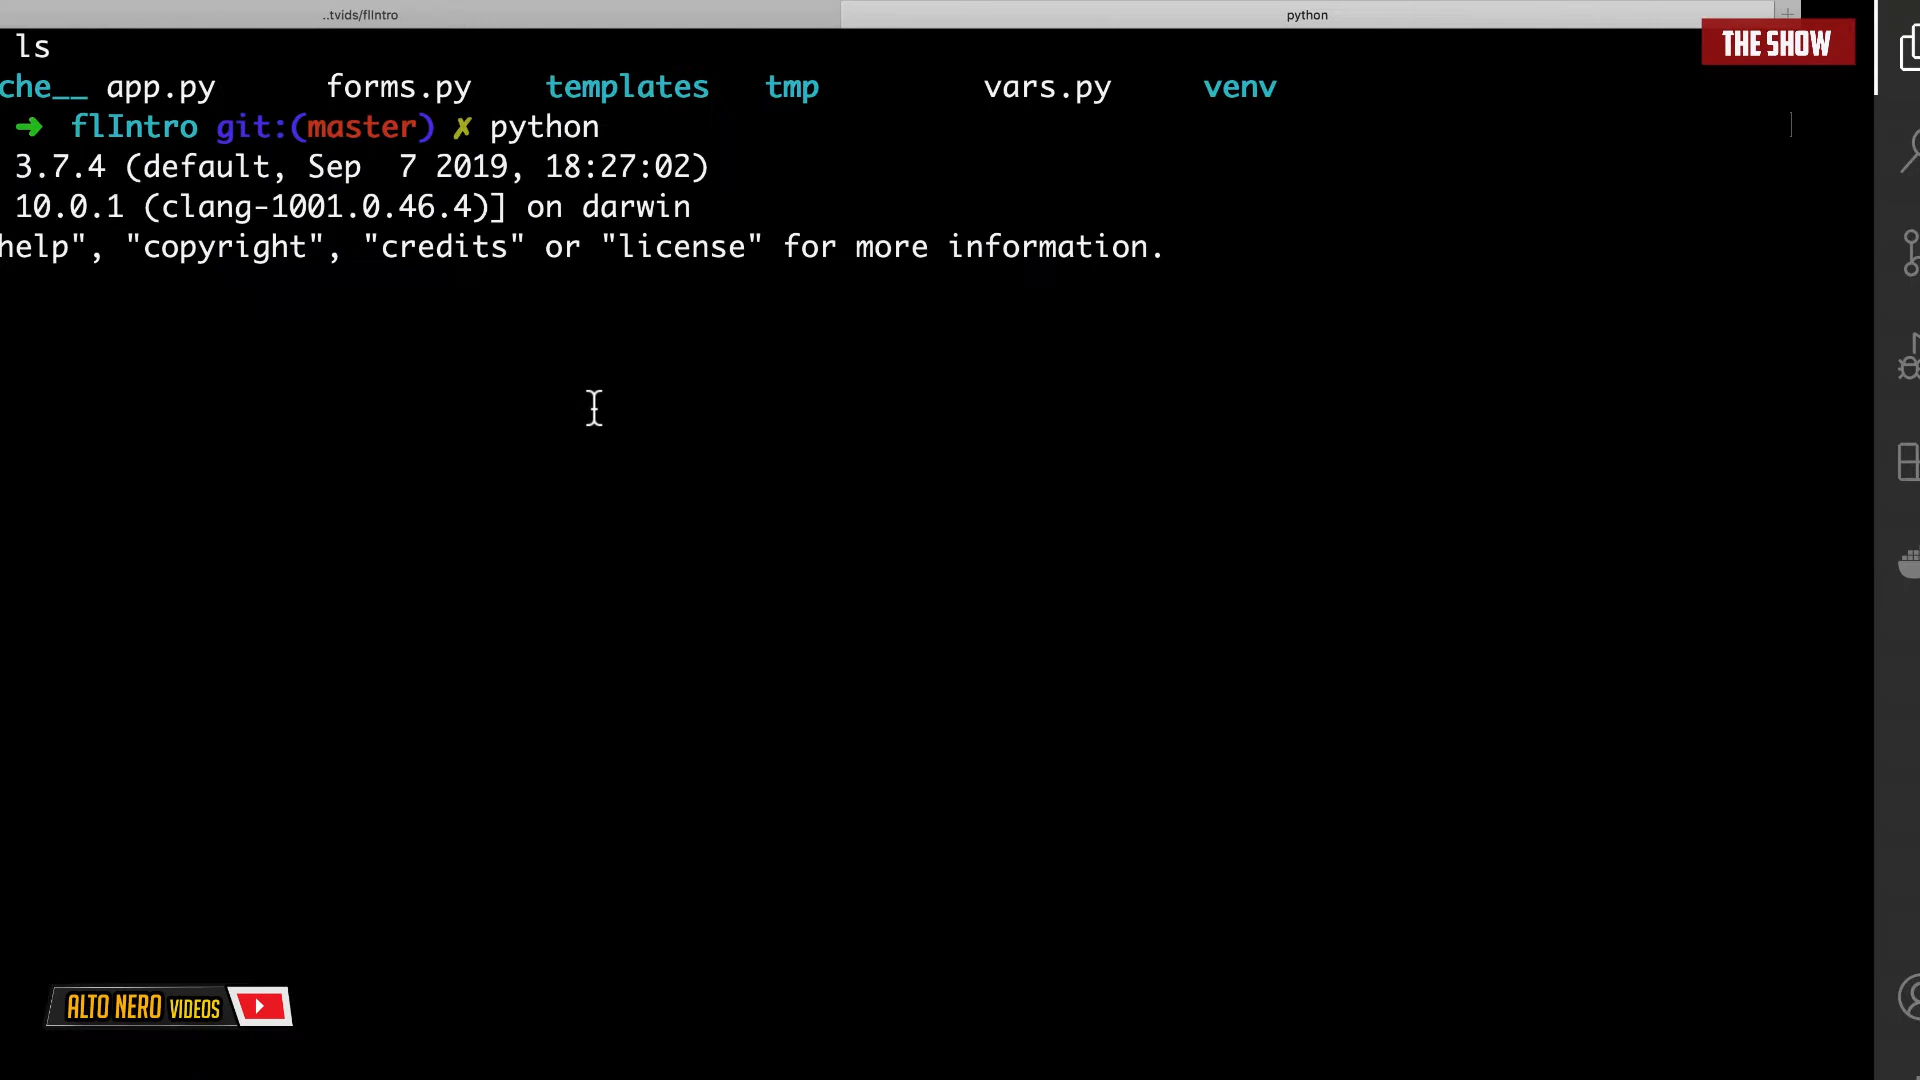 ..tvids/flIntro
python
THE SHOW
ls
che__ app.py forms.py templates tmp vars.py venv
➜ flIntro git:(master) ✗ python
3.7.4 (default, Sep  7 2019, 18:27:02)
10.0.1 (clang-1001.0.46.4)] on darwin
help", "copyright", "credits" or "license" for more information.
ALTO NERO VIDEOS